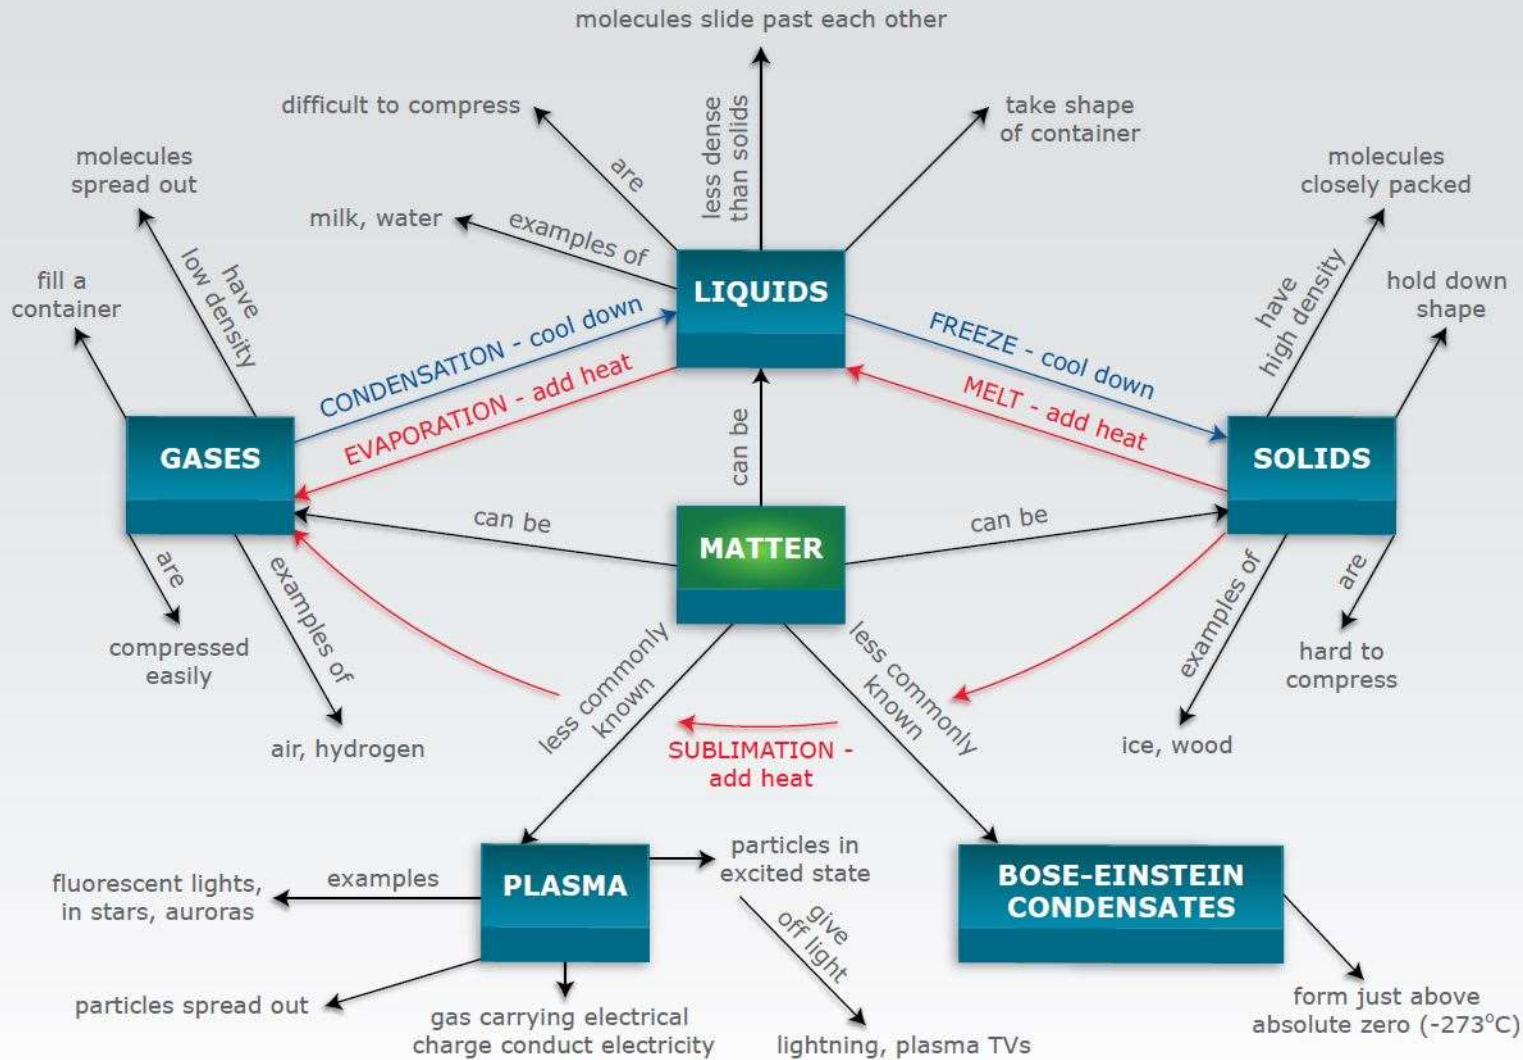 molecules slide past each other
difficult to compress
are
less dense
than solids
take shape
of container
molecules
spread out
milk, water
examples of
molecules
closely packed
have
low density
fill a
container
LIQUIDS
have
high density
hold down
shape
CONDENSATION - cool down
EVAPORATION - add heat
FREEZE - cool down
MELT - add heat
can be
GASES
SOLIDS
can be
MATTER
can be
are
examples of
compressed
easily
air, hydrogen
less commonly
known
less commonly
known
examples of
are
hard to
compress
ice, wood
SUBLIMATION -
add heat
fluorescent lights,
in stars, auroras
examples
PLASMA
particles in
excited state
give
off light
BOSE-EINSTEIN
CONDENSATES
particles spread out
gas carrying electrical
charge conduct electricity
lightning, plasma TVs
form just above
absolute zero (-273°C)